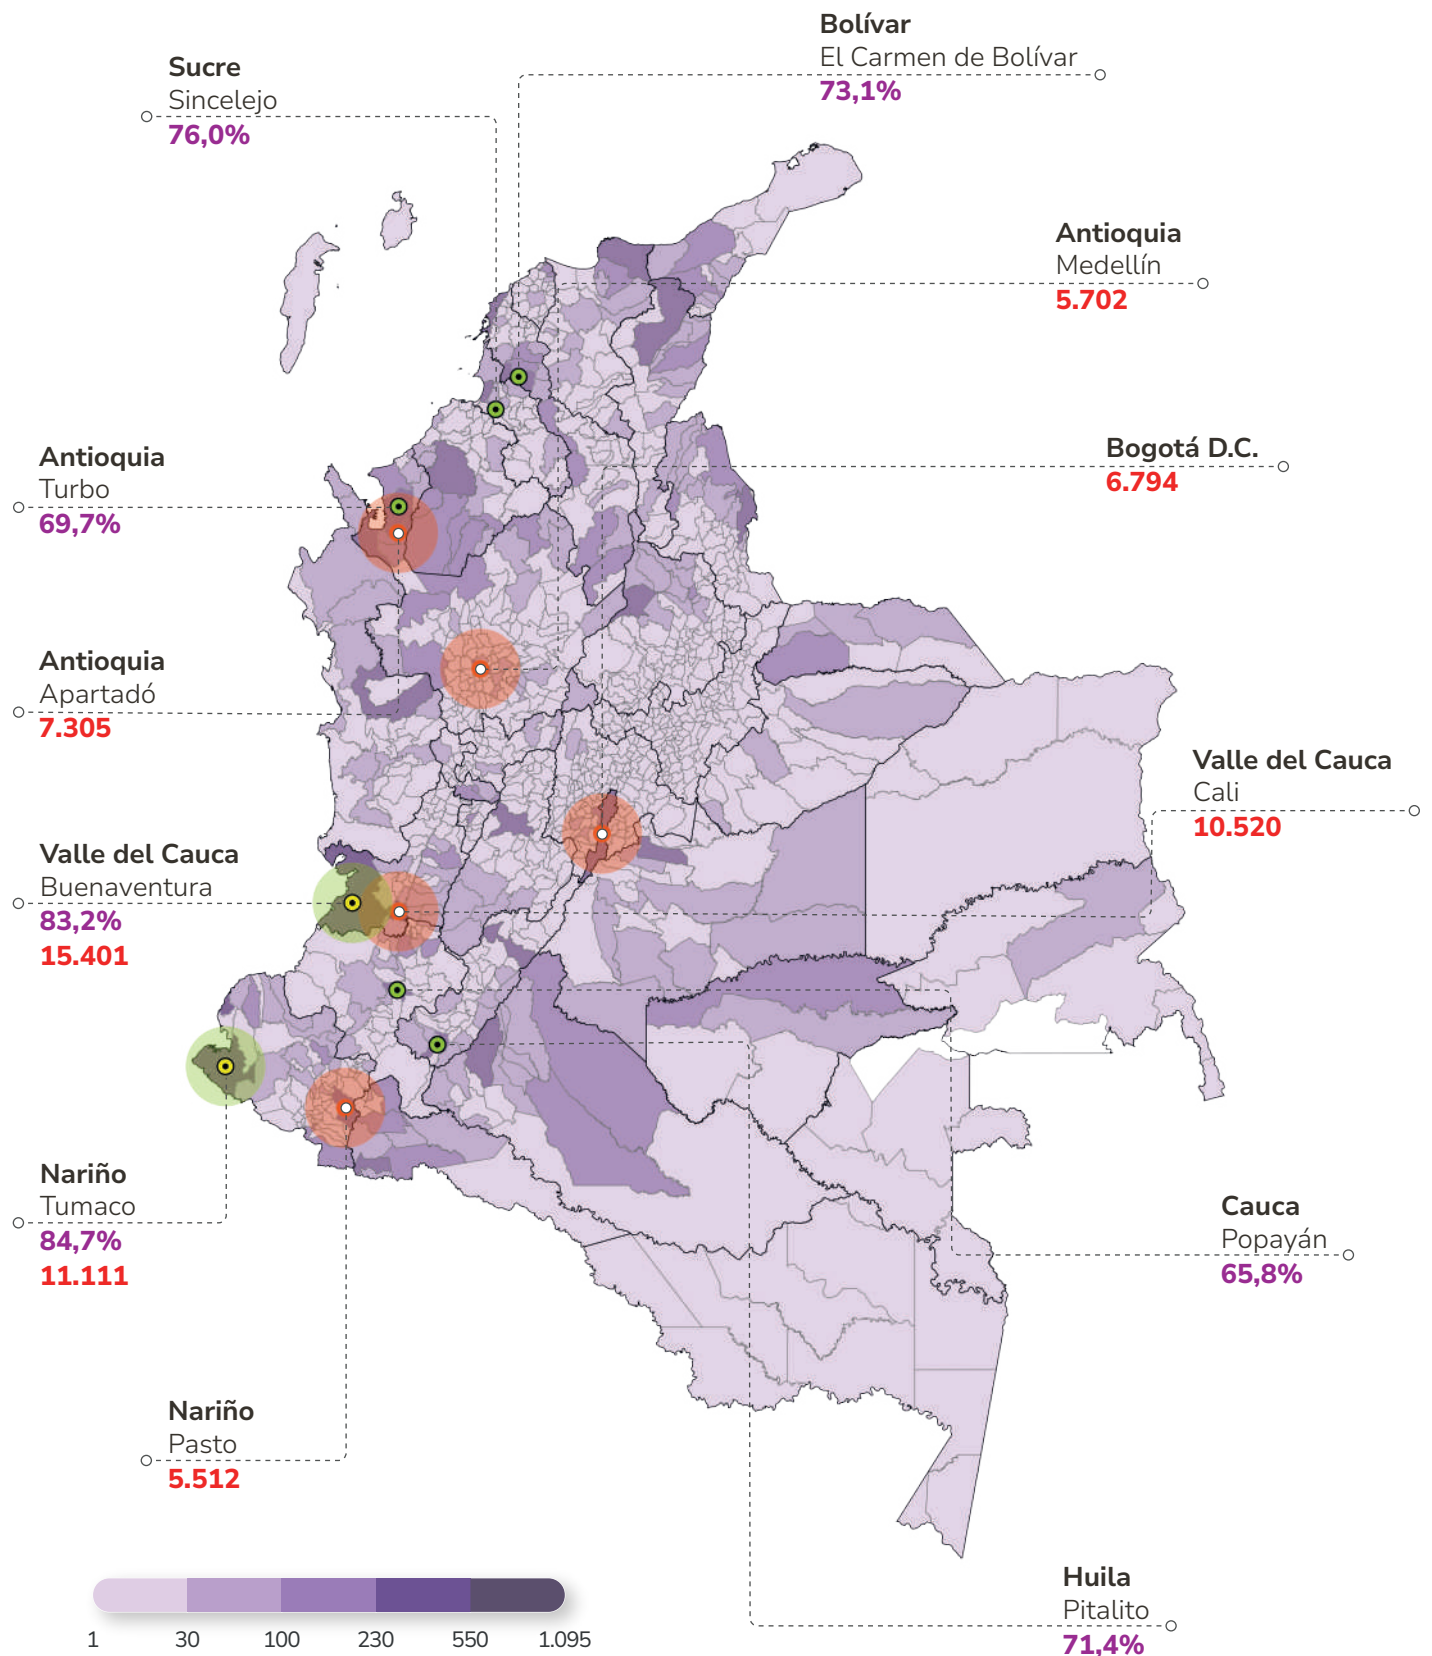 Bolívar
El Carmen de Bolívar
73,1%
Sucre
Sincelejo
76,0%
Antioquia
Medellín
5.702
Antioquia
Turbo
69,7%
Bogotá D.C.
6.794
Antioquia
Apartadó
7.305
Valle del Cauca
Cali
10.520
Valle del Cauca
Buenaventura
83,2%
15.401
Nariño
Tumaco
84,7%
11.111
Cauca
Popayán
65,8%
Nariño
Pasto
5.512
Huila
Pitalito
71,4%
1 30 100 230 550 1.095